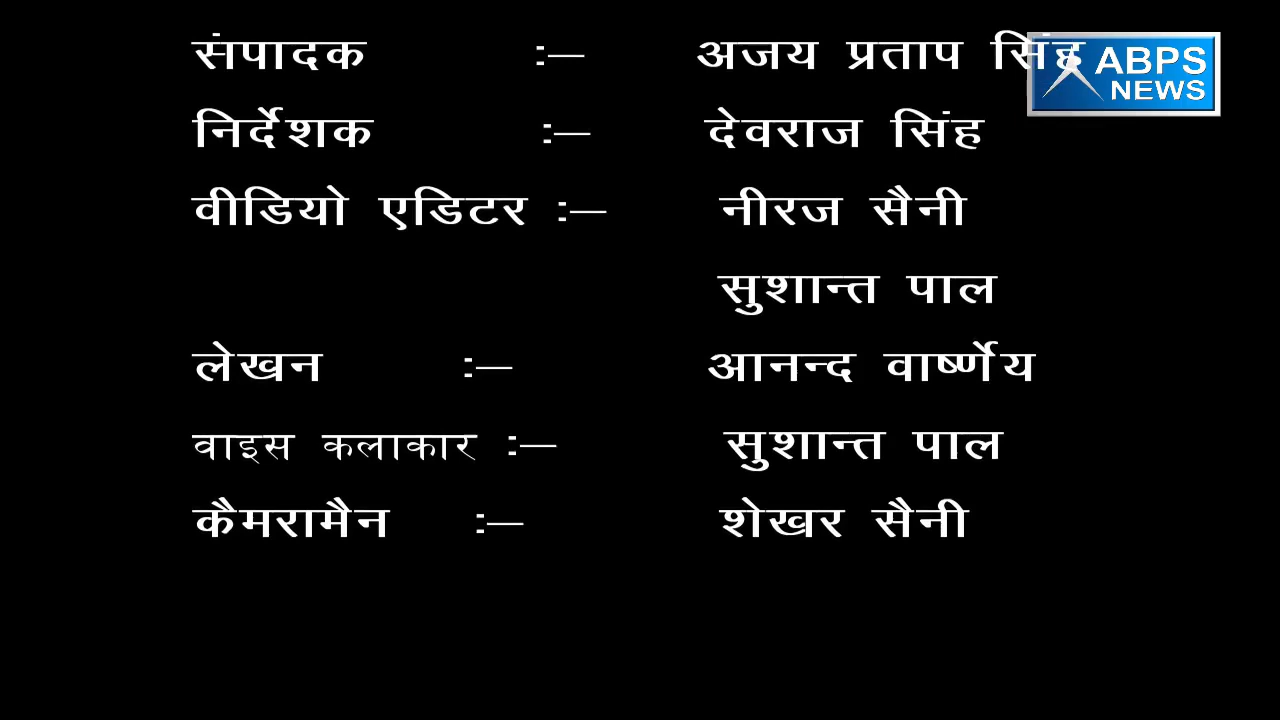 संपादक :— अजय प्रताप सिंह
ABPS
NEWS
निर्देशक :— देवराज सिंह
वीडियो एडिटर :— नीरज सैनी
सुशान्त पाल
लेखन :— आनन्द वार्ष्णेय
वाइस कलाकार :— सुशान्त पाल
कैमरामैन :— शेखर सैनी